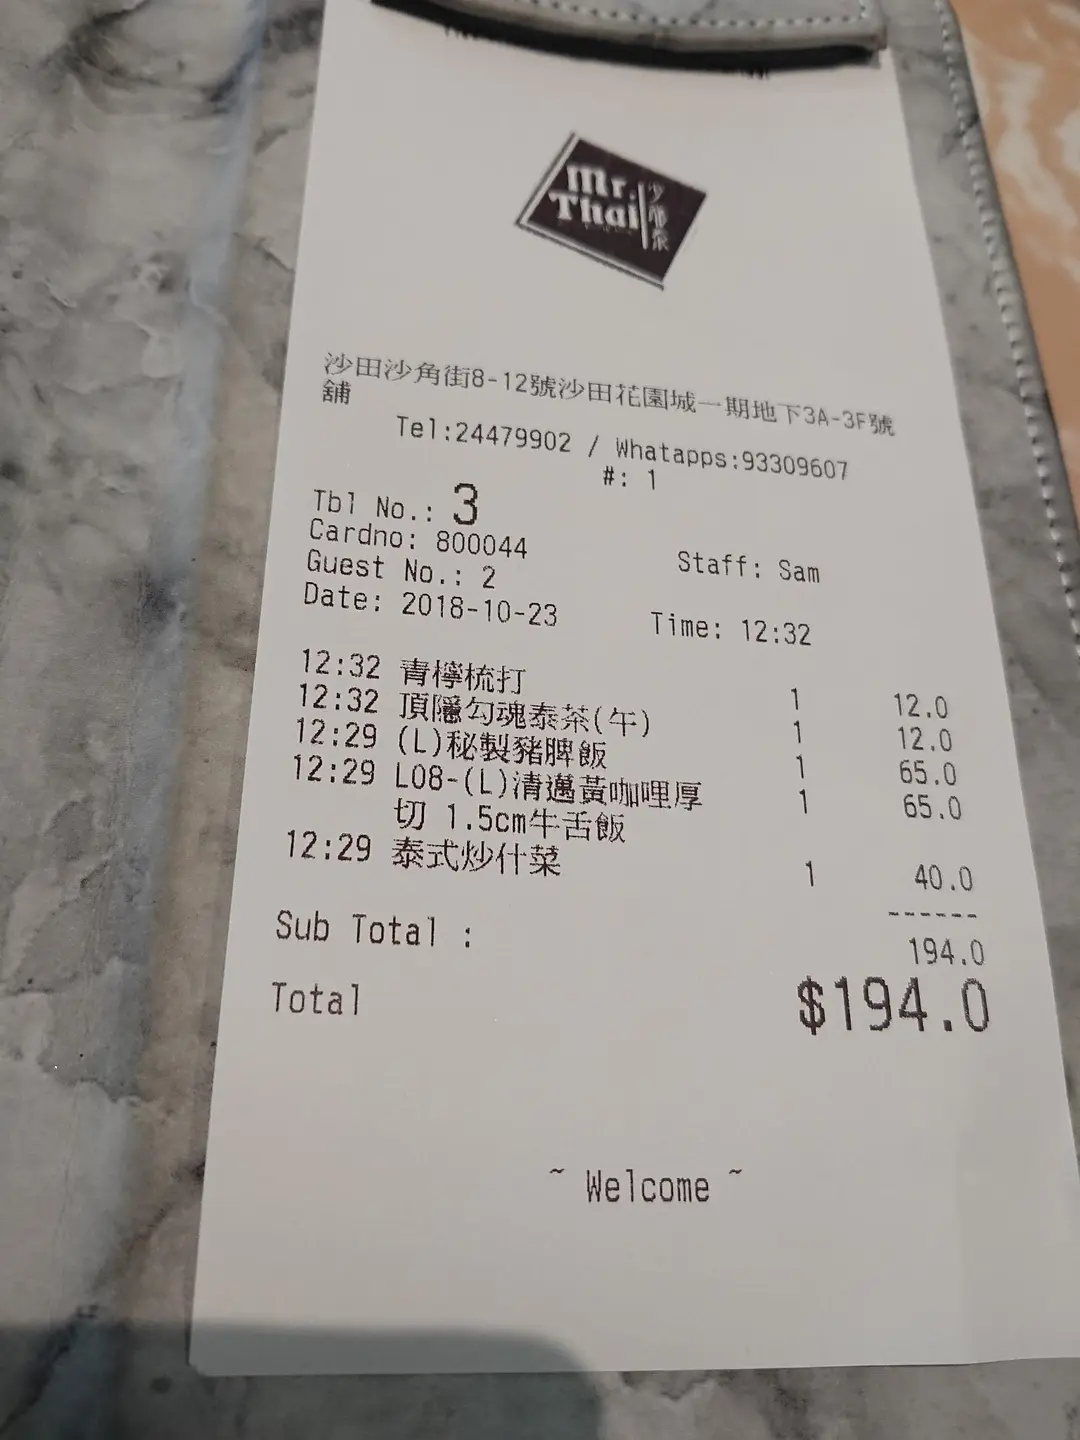 Mr.
Thai
少爺泰
沙田沙角街8-12號沙田花園城一期地下3A-3F號
舖
Tel:24479902 / Whatapps:93309607
#: 1
Tbl No.: 3
Cardno: 800044 Staff: Sam
Guest No.: 2
Date: 2018-10-23 Time: 12:32
12:32 青檸梳打 1 12.0
12:32 頂隱勾魂泰茶(午) 1 12.0
12:29 (L)秘製豬脾飯 1 65.0
12:29 L08-(L)清邁黃咖哩厚 1 65.0
切 1.5cm牛舌飯
12:29 泰式炒什菜 1 40.0
------
Sub Total : 194.0
Total $194.0
~ Welcome ~